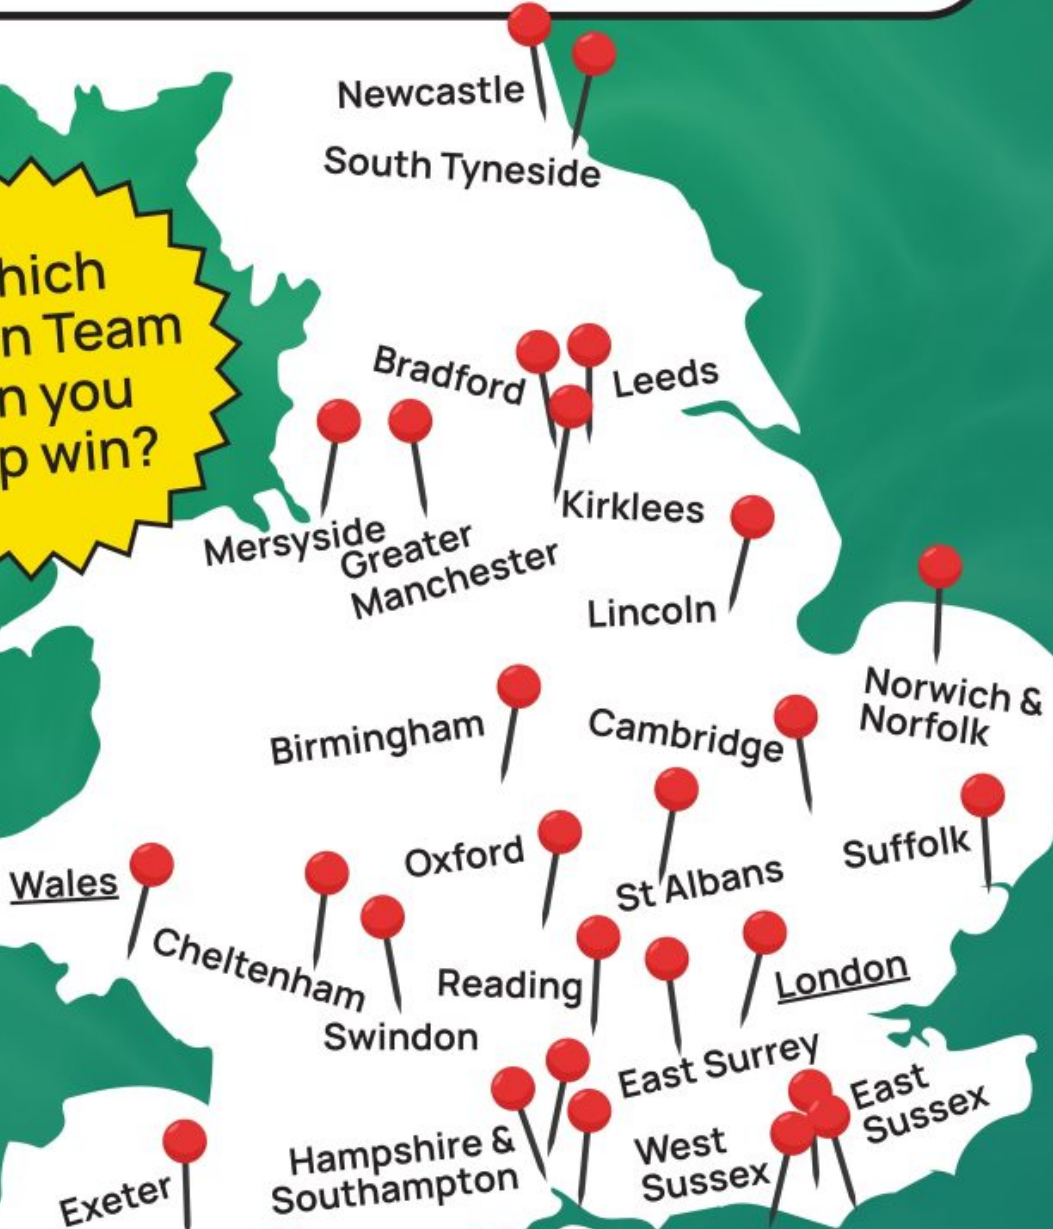 Newcastle
South Tyneside
hich
n Team
n you
p win?
Bradford
Leeds
Kirklees
Mersyside
Greater
Manchester
Lincoln
Norwich &
Norfolk
Birmingham
Cambridge
Oxford
St Albans
Suffolk
Wales
Cheltenham
Swindon
Reading
London
East Surrey
East
Sussex
West
Sussex
Hampshire &
Southampton
Exeter